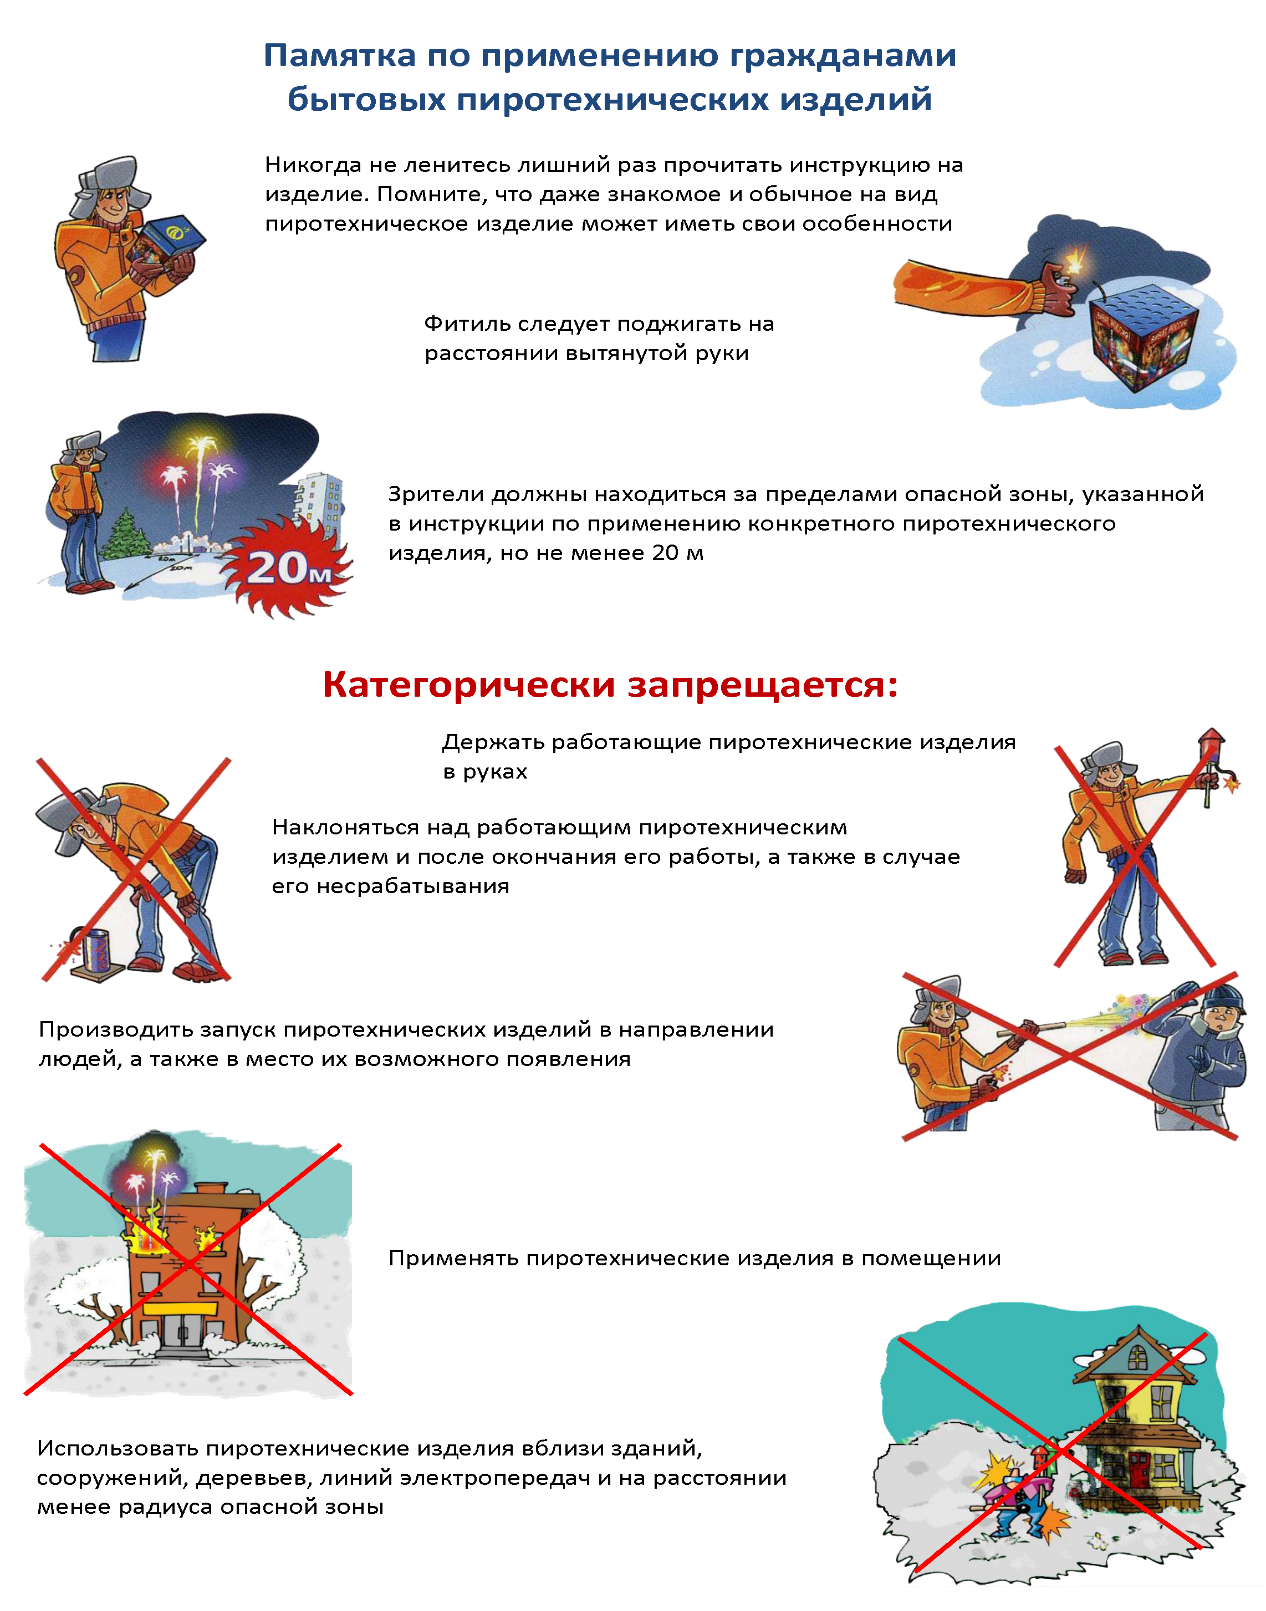 Памятка по применению гражданами
бытовых пиротехнических изделий
Никогда не ленитесь лишний раз прочитать инструкцию на
изделие. Помните, что даже знакомое и обычное на вид
пиротехническое изделие может иметь свои особенности
Фитиль следует поджигать на
расстоянии вытянутой руки
Зрители должны находиться за пределами опасной зоны, указанной
в инструкции по применению конкретного пиротехнического
изделия, но не менее 20 м
20м
20м
20м
Категорически запрещается:
Держать работающие пиротехнические изделия
в руках
Наклоняться над работающим пиротехническим
изделием и после окончания его работы, а также в случае
его несрабатывания
Производить запуск пиротехнических изделий в направлении
людей, а также в место их возможного появления
Применять пиротехнические изделия в помещении
Использовать пиротехнические изделия вблизи зданий,
сооружений, деревьев, линий электропередач и на расстоянии
менее радиуса опасной зоны